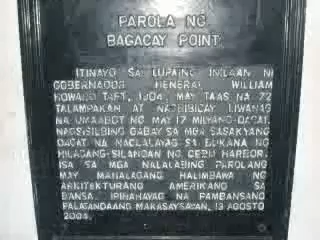 PAROLA NG
BAGACAY POINT
ITINAYO SA LUPAING INILAAN NI
GOBERNADOR HENERAL WILLIAM
HOWARD TAFT, 1904. MAY TAAS NA 72
TALAMPAKAN AT NAGBIBIGAY LIWANAG
NA UMAABOT NG MAY 17 MILYANG-DAGAT.
NAGSISILBING GABAY SA MGA SASAKYANG
DAGAT NA NAGLALAYAG SA BUKANA NG
HILAGANG-SILANGAN NG CEBU HARBOR.
ISA SA MGA NALALABING PAROLANG
MAY MAHALAGANG HALIMBAWA NG
ARKITEKTURANG AMERIKANO SA
BANSA. IPINAHAYAG NA PAMBANSANG
PALATANDAANG MAKASAYSAYAN, 13 AGOSTO
2004.